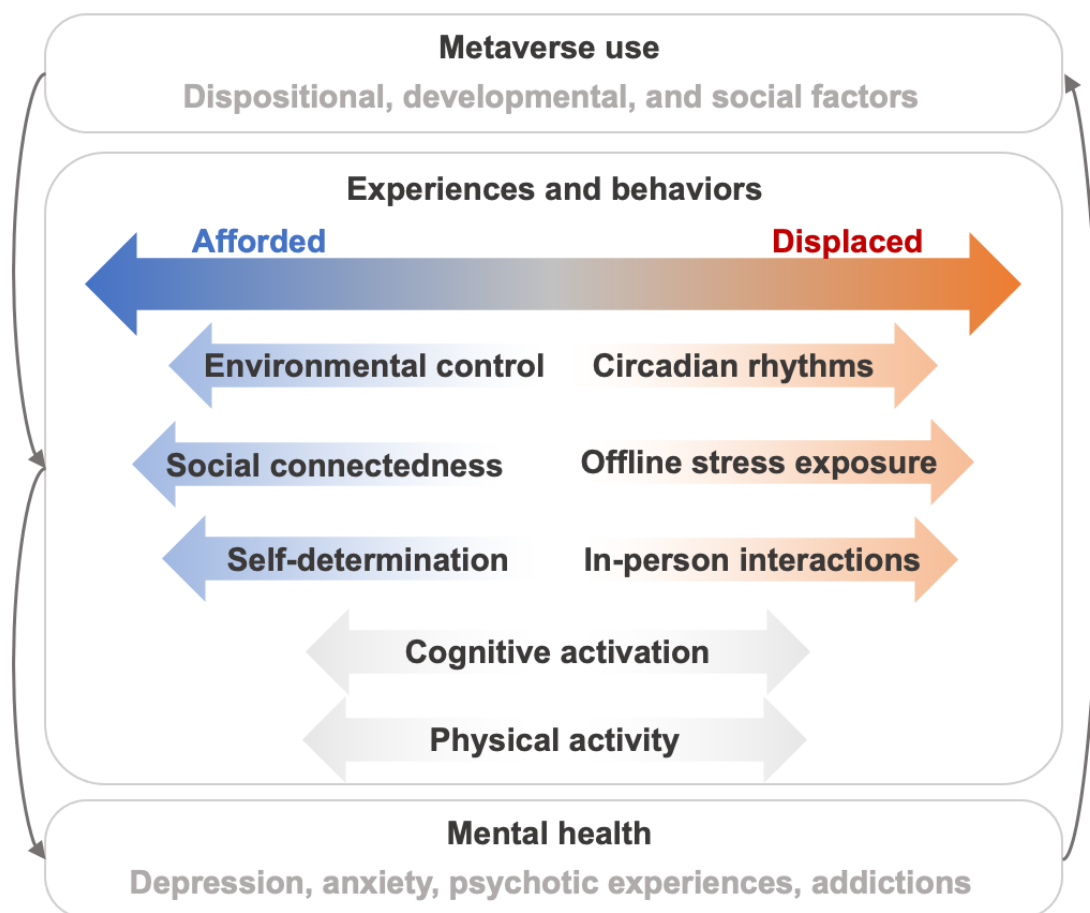 Metaverse use
Dispositional, developmental, and social factors
Experiences and behaviors
Afforded
Displaced
Environmental control
Circadian rhythms
Social connectedness
Offline stress exposure
Self-determination
In-person interactions
Cognitive activation
Physical activity
Mental health
Depression, anxiety, psychotic experiences, addictions